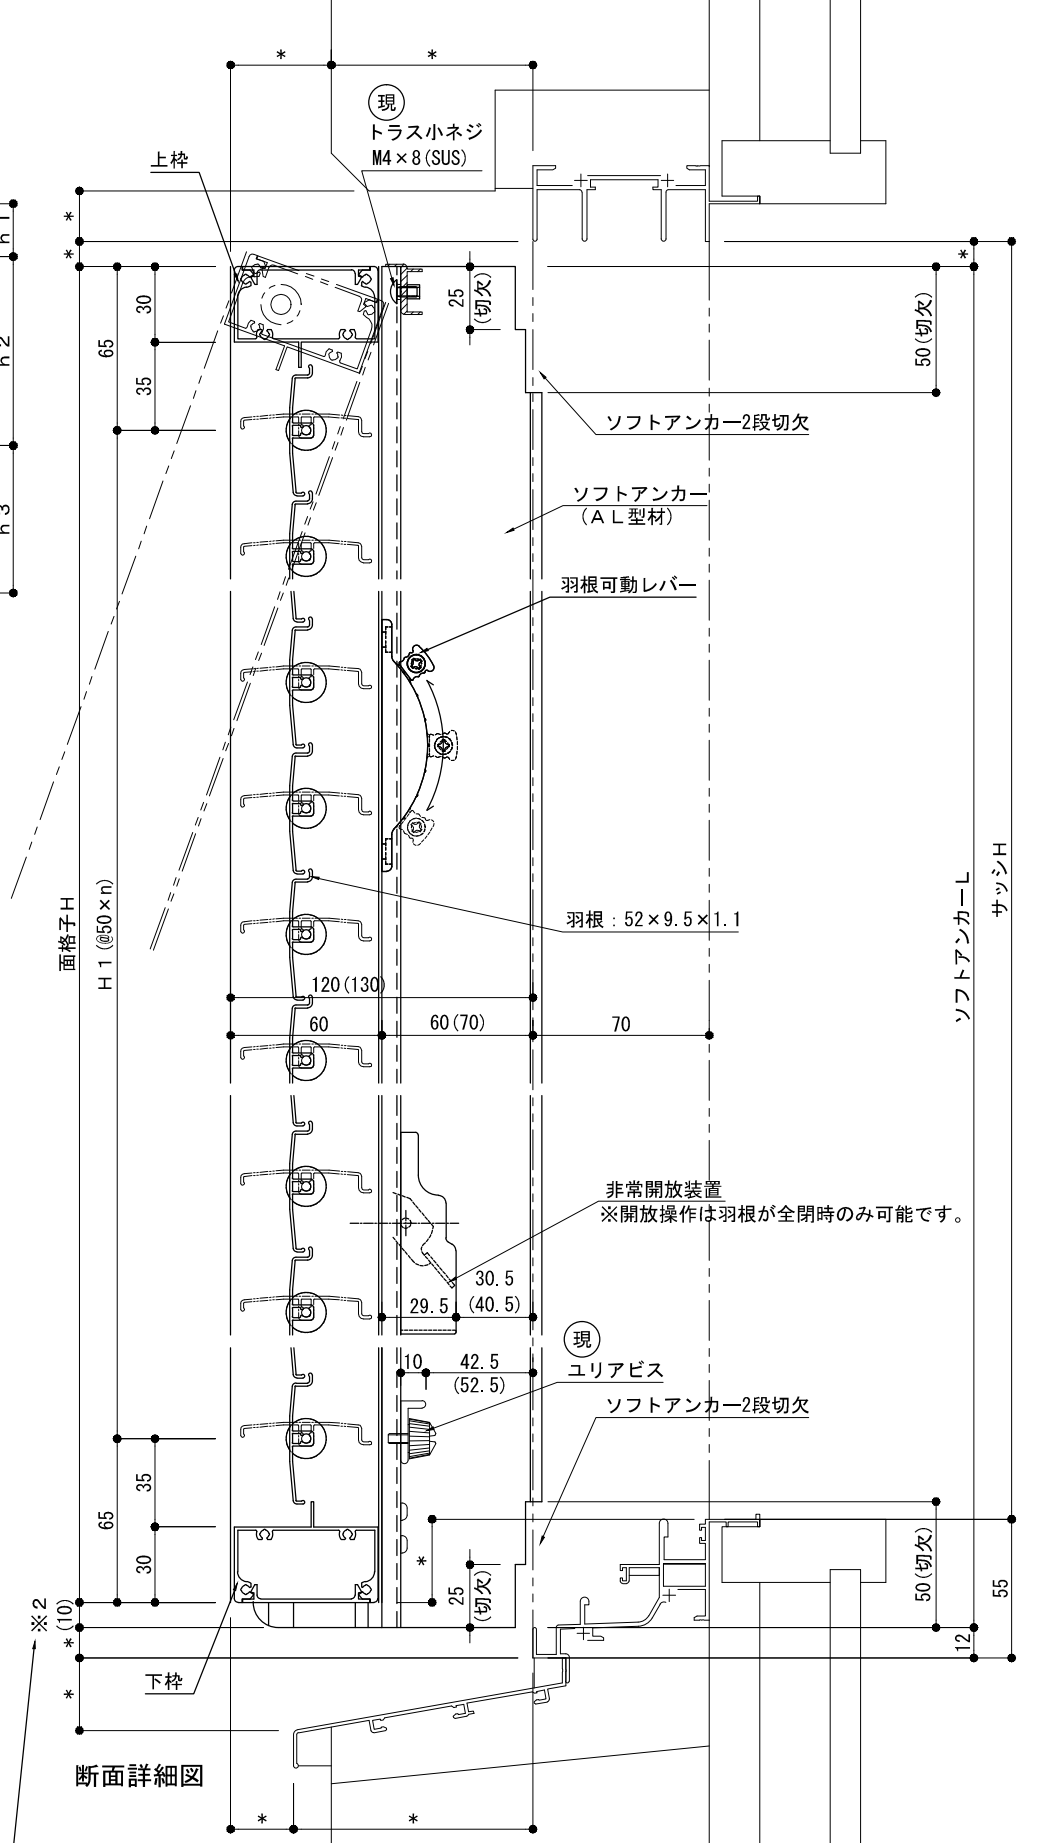 *
*
現
トラス小ネジ
M4×8(SUS)
上枠
*
*
*
h1
h2
h3
30
65
35
25
(切欠)
50(切欠)
ソフトアンカー2段切欠
ソフトアンカー
(AL型材)
羽根可動レバー
面格子H
H1(@50×n)
羽根:52×9.5×1.1
ソフトアンカーL
サッシH
120(130)
60
60(70)
70
非常開放装置
※開放操作は羽根が全閉時のみ可能です。
30.5
29.5
(40.5)
現
10
42.5
(52.5)
ユリアビス
ソフトアンカー2段切欠
35
65
30
*
25
(切欠)
50(切欠)
55
12
※2
(10)
*
*
下枠
断面詳細図
*
*